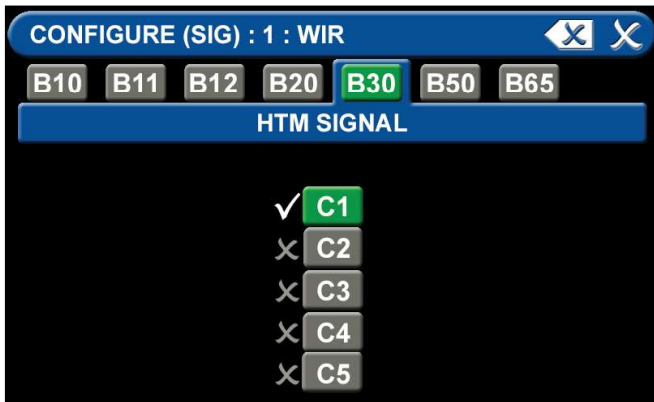 CONFIGURE (SIG) : 1 : WIR
B10 B11 B12 B20 B30 B50 B65
HTM SIGNAL
C1
C2
C3
C4
C5